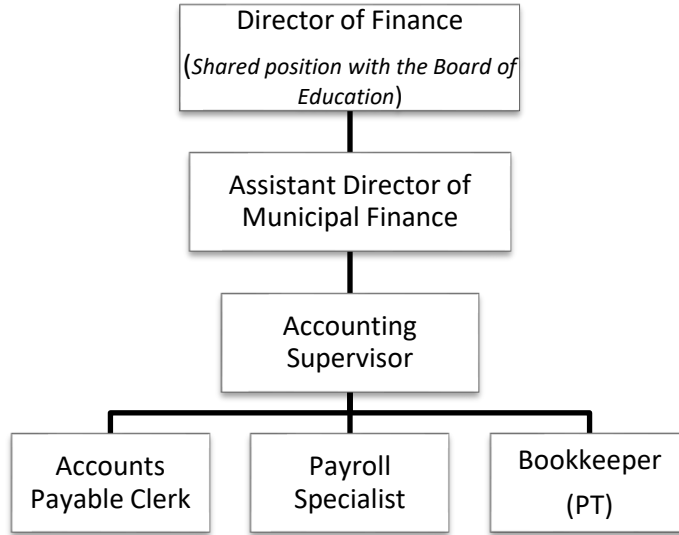 Director of Finance
(Shared position with the Board of
Education)
Assistant Director of
Municipal Finance
Accounting
Supervisor
Accounts
Payable Clerk
Payroll
Specialist
Bookkeeper
(PT)